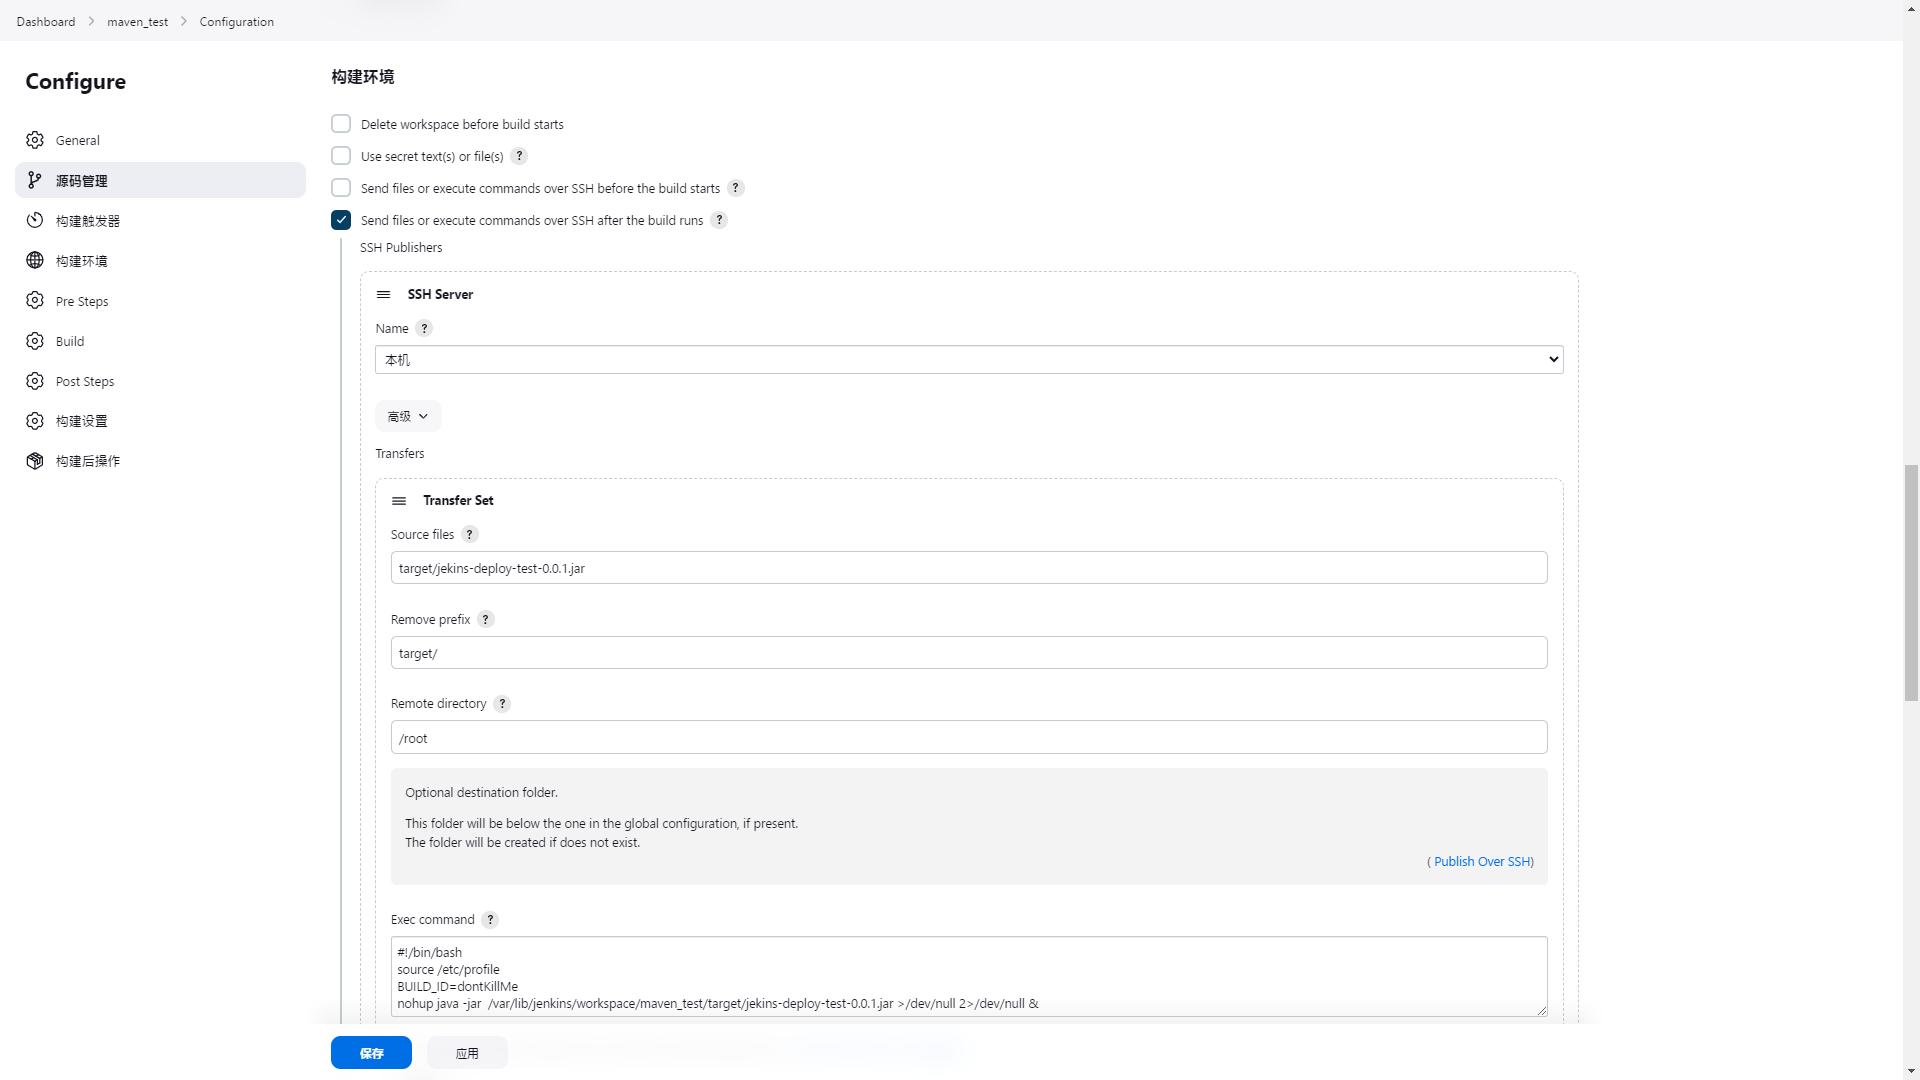 Dashboard > maven_test > Configuration
Configure
General
源码管理
构建触发器
构建环境
Pre Steps
Build
Post Steps
构建设置
构建后操作
构建环境
Delete workspace before build starts
Use secret text(s) or file(s) ?
Send files or execute commands over SSH before the build starts ?
Send files or execute commands over SSH after the build runs ?
SSH Publishers
SSH Server
Name ?
本机
高级
Transfers
Transfer Set
Source files ?
target/jekins-deploy-test-0.0.1.jar
Remove prefix ?
target/
Remote directory ?
/root
Optional destination folder.
This folder will be below the one in the global configuration, if present.
The folder will be created if does not exist.
( Publish Over SSH)
Exec command ?
#!/bin/bash
source /etc/profile
BUILD_ID=dontKillMe
nohup java -jar  /var/lib/jenkins/workspace/maven_test/target/jekins-deploy-test-0.0.1.jar >/dev/null 2>/dev/null &
保存
应用